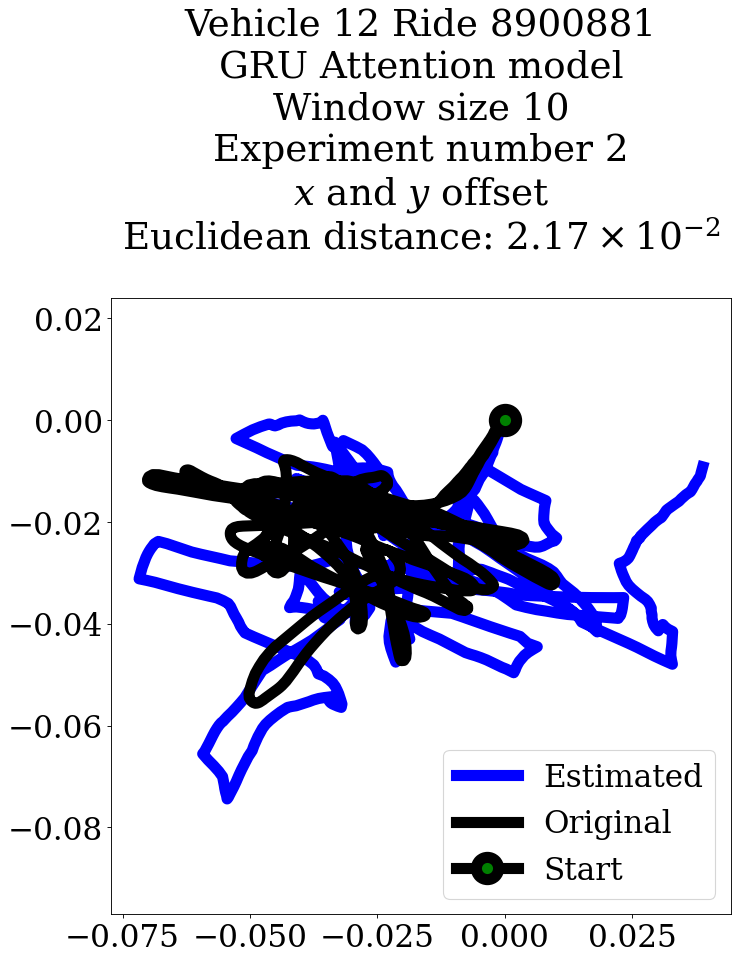 Vehicle 12 Ride 8900881
GRU Attention model
Window size 10
Experiment number 2
x and y offset
Euclidean distance: 2.17 × 10⁻²
0.02
0.00
−0.02
−0.04
−0.06
−0.08
Estimated
Original
Start
−0.075 −0.050 −0.025 0.000 0.025